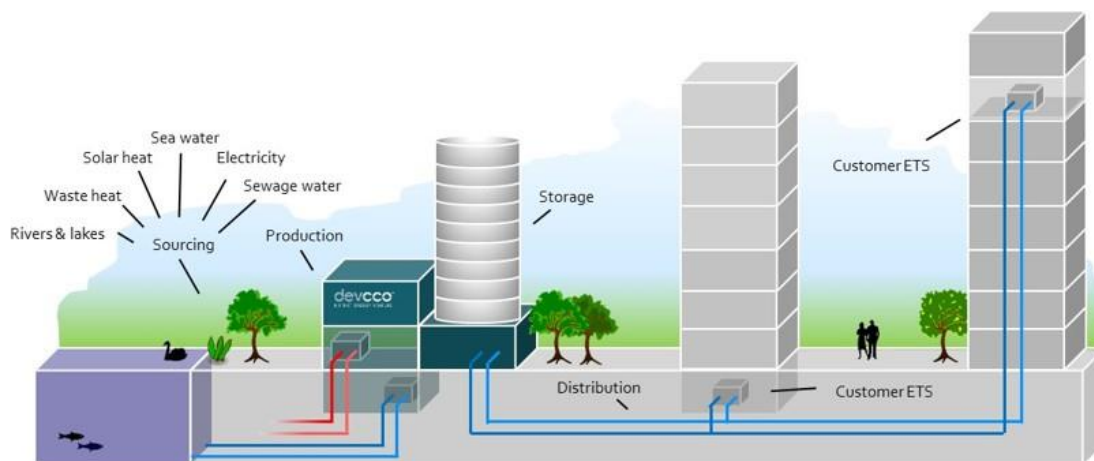 Sea water
Solar heat
Electricity
Waste heat
Sewage water
Rivers & lakes
Sourcing
Production
Storage
Customer ETS
devcco
Distribution
Customer ETS